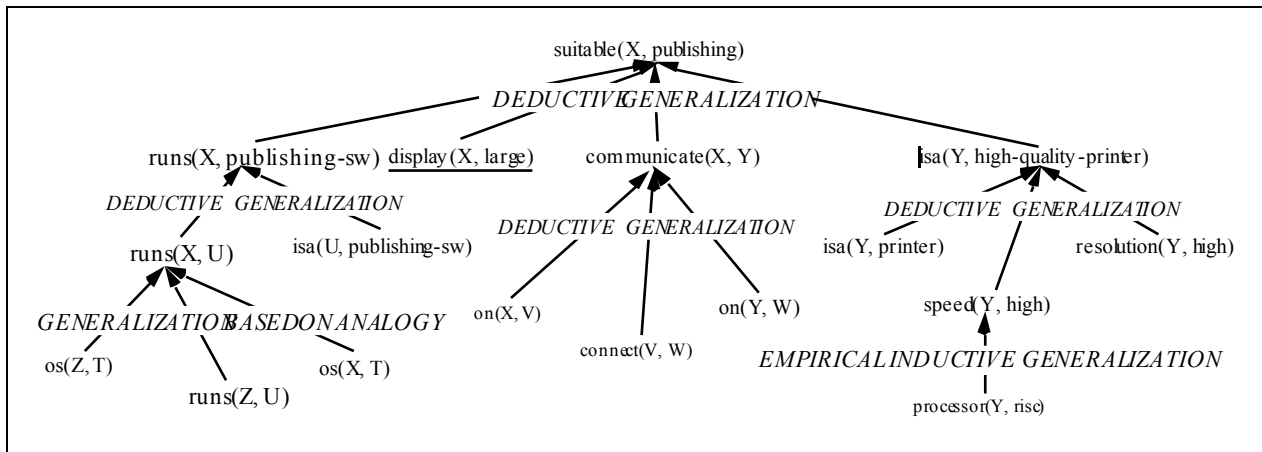 suitable(X, publishing)
DEDUCTIVE GENERALIZATION
runs(X, publishing-sw) display(X, large) communicate(X, Y) isa(Y, high-quality-printer)
DEDUCTIVE GENERALIZATION DEDUCTIVE GENERALIZATION DEDUCTIVE GENERALIZATION
runs(X, U) isa(U, publishing-sw) isa(Y, printer) resolution(Y, high)
on(X, V) on(Y, W) speed(Y, high)
GENERALIZATION BASED ON ANALOGY
connect(V, W)
EMPIRICAL INDUCTIVE GENERALIZATION
os(Z, T) os(X, T)
runs(Z, U)
processor(Y, risc)